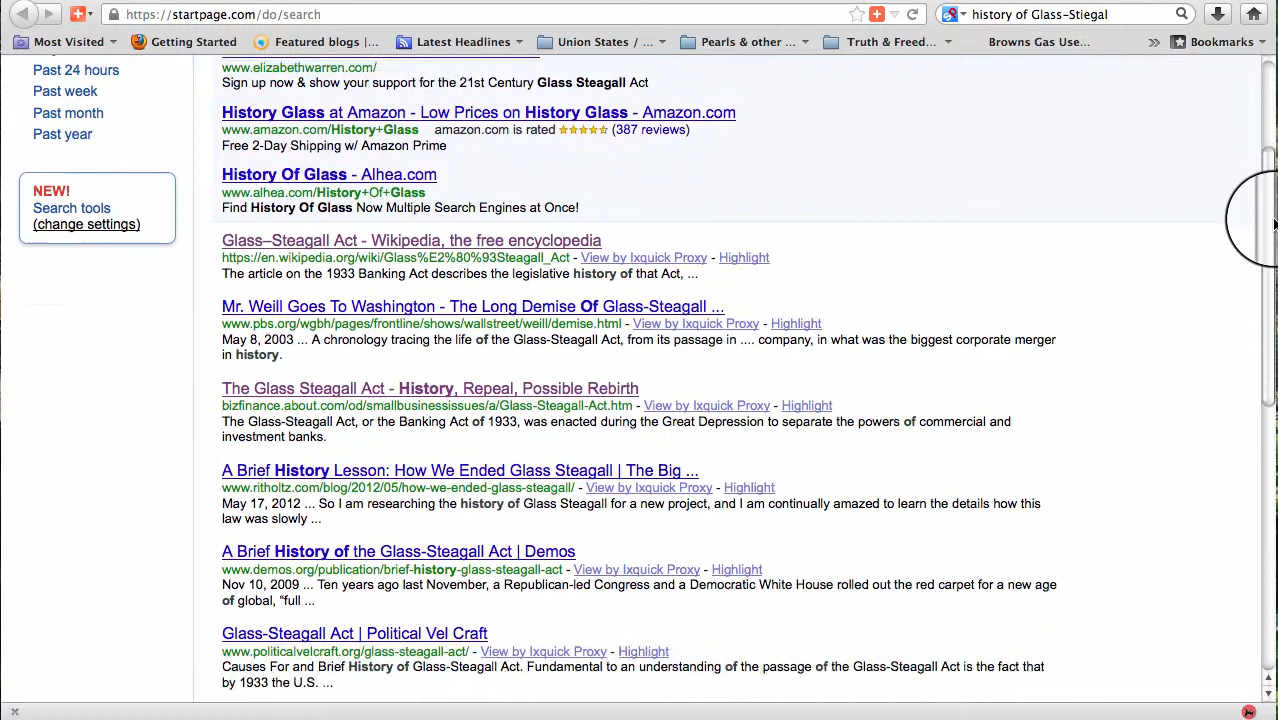 https://startpage.com/do/search
history of Glass-Stiegal
Most Visited
Getting Started
Featured blogs |...
Latest Headlines
Union States / ...
Pearls & other ...
Truth & Freed...
Browns Gas Use...
Bookmarks
Past 24 hours
Past week
Past month
Past year
NEW!
Search tools
(change settings)
www.elizabethwarren.com/
Sign up now & show your support for the 21st Century Glass Steagall Act
History Glass at Amazon - Low Prices on History Glass - Amazon.com
www.amazon.com/History+Glass amazon.com is rated ★★★★★ (387 reviews)
Free 2-Day Shipping w/ Amazon Prime
History Of Glass - Alhea.com
www.alhea.com/History+Of+Glass
Find History Of Glass Now Multiple Search Engines at Once!
Glass–Steagall Act - Wikipedia, the free encyclopedia
https://en.wikipedia.org/wiki/Glass%E2%80%93Steagall_Act - View by Ixquick Proxy - Highlight
The article on the 1933 Banking Act describes the legislative history of that Act, ...
Mr. Weill Goes To Washington - The Long Demise Of Glass-Steagall ...
www.pbs.org/wgbh/pages/frontline/shows/wallstreet/weill/demise.html - View by Ixquick Proxy - Highlight
May 8, 2003 ... A chronology tracing the life of the Glass-Steagall Act, from its passage in .... company, in what was the biggest corporate merger
in history.
The Glass Steagall Act - History, Repeal, Possible Rebirth
bizfinance.about.com/od/smallbusinessissues/a/Glass-Steagall-Act.htm - View by Ixquick Proxy - Highlight
The Glass-Steagall Act, or the Banking Act of 1933, was enacted during the Great Depression to separate the powers of commercial and
investment banks.
A Brief History Lesson: How We Ended Glass Steagall | The Big ...
www.ritholtz.com/blog/2012/05/how-we-ended-glass-steagall/ - View by Ixquick Proxy - Highlight
May 17, 2012 ... So I am researching the history of Glass Steagall for a new project, and I am continually amazed to learn the details how this
law was slowly ...
A Brief History of the Glass-Steagall Act | Demos
www.demos.org/publication/brief-history-glass-steagall-act - View by Ixquick Proxy - Highlight
Nov 10, 2009 ... Ten years ago last November, a Republican-led Congress and a Democratic White House rolled out the red carpet for a new age
of global, “full ...
Glass-Steagall Act | Political Vel Craft
www.politicalvelcraft.org/glass-steagall-act/ - View by Ixquick Proxy - Highlight
Causes For and Brief History of Glass-Steagall Act. Fundamental to an understanding of the passage of the Glass-Steagall Act is the fact that
by 1933 the U.S. ...